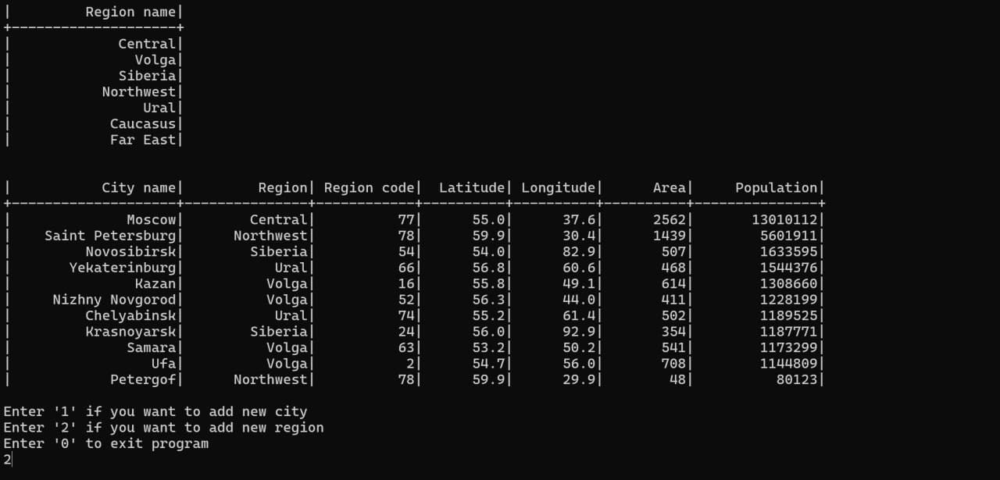 |         Region name|
+--------------------+
|             Central|
|               Volga|
|             Siberia|
|           Northwest|
|                Ural|
|            Caucasus|
|            Far East|
|           City name|         Region| Region code|  Latitude| Longitude|      Area|     Population|
+--------------------+---------------+------------+----------+----------+----------+---------------+
|              Moscow|        Central|          77|      55.0|      37.6|      2562|       13010112|
|    Saint Petersburg|      Northwest|          78|      59.9|      30.4|      1439|        5601911|
|         Novosibirsk|        Siberia|          54|      54.0|      82.9|       507|        1633595|
|       Yekaterinburg|           Ural|          66|      56.8|      60.6|       468|        1544376|
|               Kazan|          Volga|          16|      55.8|      49.1|       614|        1308660|
|     Nizhny Novgorod|          Volga|          52|      56.3|      44.0|       411|        1228199|
|         Chelyabinsk|           Ural|          74|      55.2|      61.4|       502|        1189525|
|         Krasnoyarsk|        Siberia|          24|      56.0|      92.9|       354|        1187771|
|              Samara|          Volga|          63|      53.2|      50.2|       541|        1173299|
|                 Ufa|          Volga|           2|      54.7|      56.0|       708|        1144809|
|            Petergof|      Northwest|          78|      59.9|      29.9|        48|          80123|
Enter '1' if you want to add new city
Enter '2' if you want to add new region
Enter '0' to exit program
2